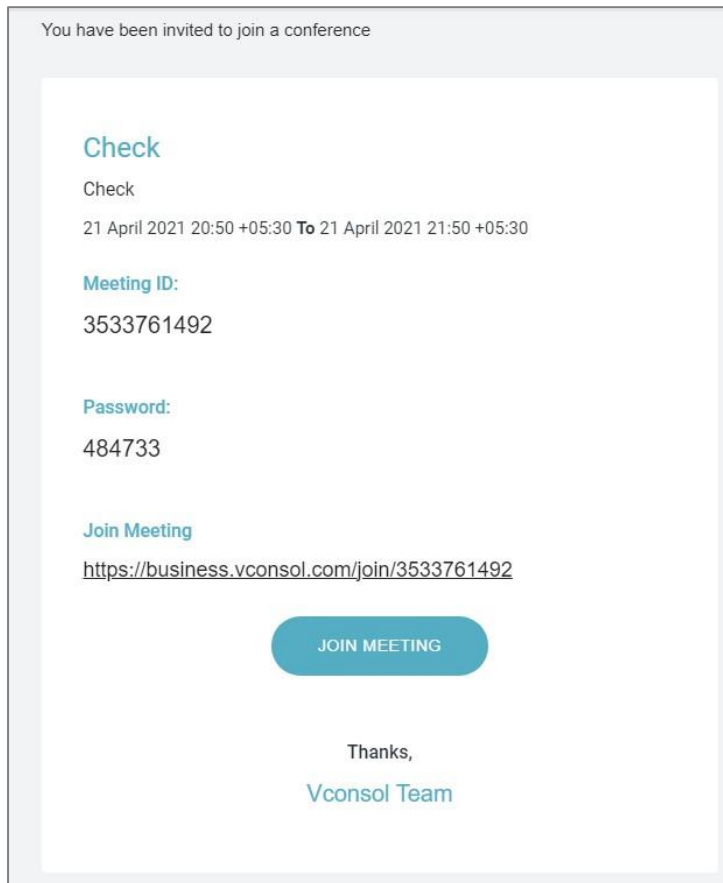 You have been invited to join a conference
Check
Check
21 April 2021 20:50 +05:30 To 21 April 2021 21:50 +05:30
Meeting ID:
3533761492
Password:
484733
Join Meeting
https://business.vconsol.com/join/3533761492
JOIN MEETING
Thanks,
Vconsol Team